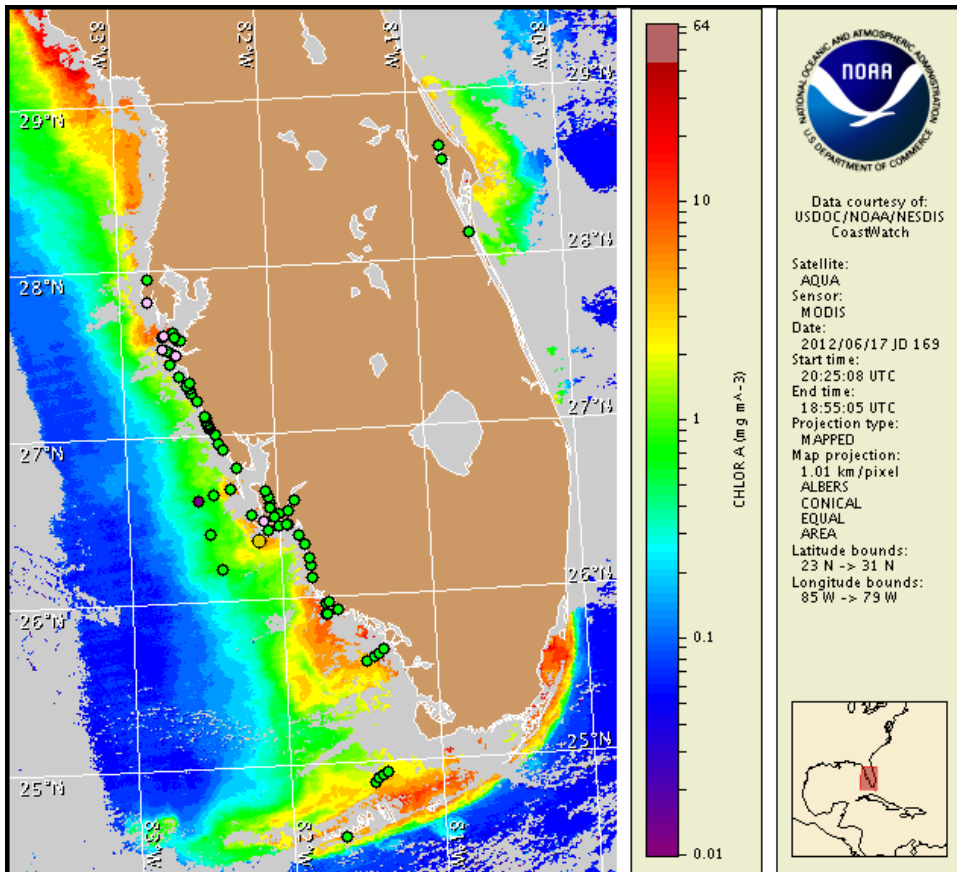 83°W
82°W
81°W
80°W
29°N
29°N
28°N
28°N
27°N
27°N
26°N
26°N
25°N
25°N
83°W
82°W
81°W
64
10
1
0.1
0.01
CHLOR A (mg m^-3)
NATIONAL OCEANIC AND ATMOSPHERIC ADMINISTRATION
NOAA
U.S. DEPARTMENT OF COMMERCE
Data courtesy of:
USDOC/NOAA/NESDIS
CoastWatch
Satellite:
AQUA
Sensor:
MODIS
Date:
2012/06/17 JD 169
Start time:
20:25:08 UTC
End time:
18:55:05 UTC
Projection type:
MAPPED
Map projection:
1.01 km/pixel
ALBERS
CONICAL
EQUAL
AREA
Latitude bounds:
23 N -> 31 N
Longitude bounds:
85 W -> 79 W